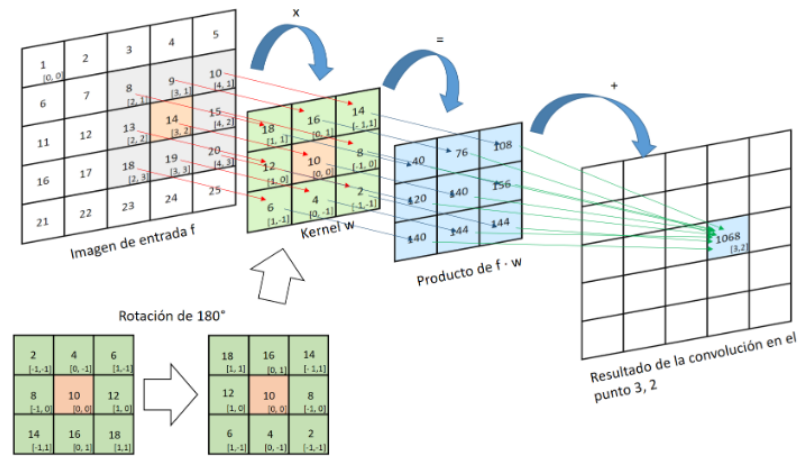 x
=
+
1 2 3 4 5
[0, 0]
6 7 8 9 10
[2, 1] [3, 1] [4, 1]
11 12 13 14 15
[2, 2] [3, 2] [4, 2]
16 17 18 19 20
[2, 3] [3, 3] [4, 3]
21 22 23 24 25
Imagen de entrada f
18 16 14
[1, 1] [0, 1] [-1,1]
12 10 8
[1, 0] [0, 0] [-1, 0]
6 4 2
[1,-1] [0, -1] [-1,-1]
Kernel w
40 76 108
120 140 156
140 144 144
Producto de f · w
1068
[3,2]
Resultado de la convolución en el
punto 3, 2
Rotación de 180°
2 4 6
[-1,-1] [0, -1] [1,-1]
8 10 12
[-1, 0] [0, 0] [1, 0]
14 16 18
[-1,1] [0, 1] [1,1]
18 16 14
[1, 1] [0, 1] [-1,1]
12 10 8
[1, 0] [0, 0] [-1, 0]
6 4 2
[1,-1] [0, -1] [-1,-1]